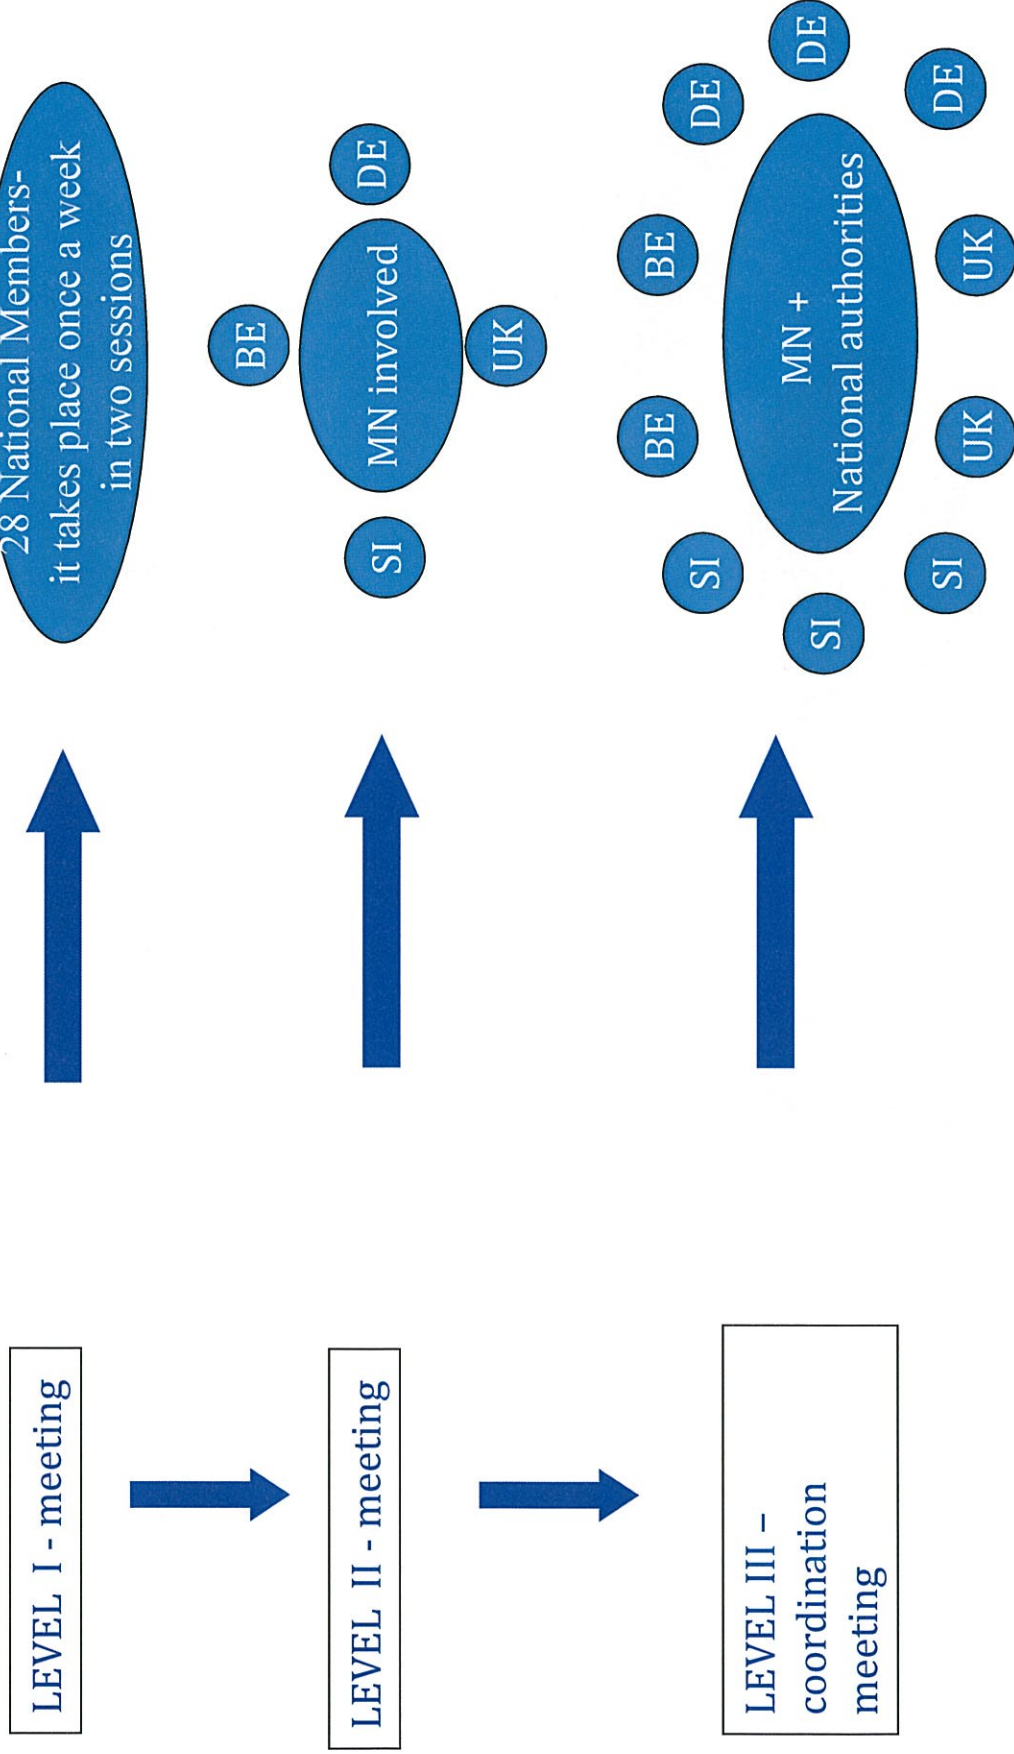 LEVEL I - meeting
28 National Members-
it takes place once a week
in two sessions
LEVEL II - meeting
BE
SI
MN involved
DE
UK
LEVEL III –
coordination
meeting
BE
BE
SI
DE
MN +
National authorities
SI
DE
SI
DE
UK
UK